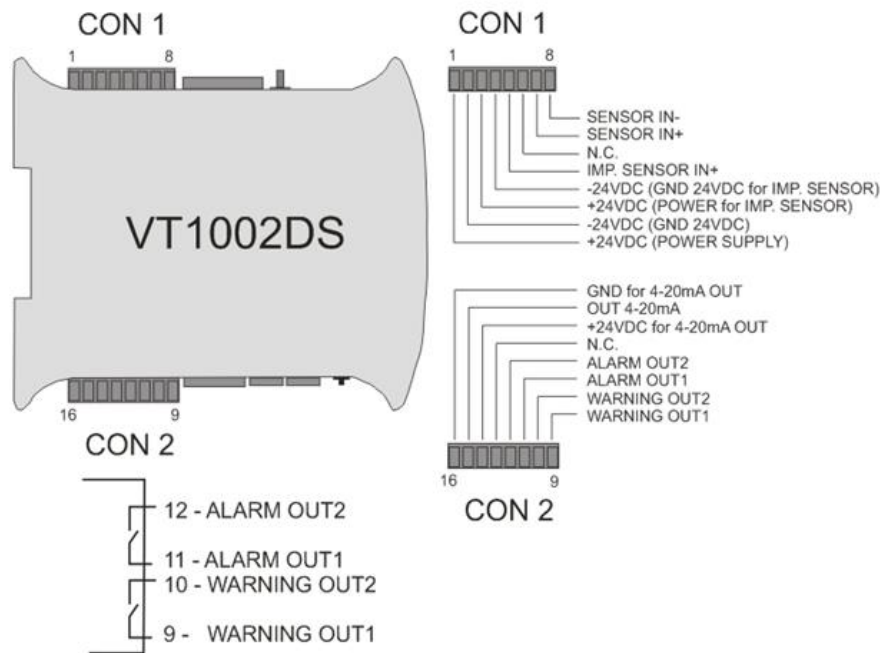 CON 1
1 8
VT1002DS
16 9
CON 2
CON 1
1 8
SENSOR IN-
SENSOR IN+
N.C.
IMP. SENSOR IN+
-24VDC (GND 24VDC for IMP. SENSOR)
+24VDC (POWER for IMP. SENSOR)
-24VDC (GND 24VDC)
+24VDC (POWER SUPPLY)
GND for 4-20mA OUT
OUT 4-20mA
+24VDC for 4-20mA OUT
N.C.
ALARM OUT2
ALARM OUT1
WARNING OUT2
WARNING OUT1
16 9
CON 2
12 - ALARM OUT2
11 - ALARM OUT1
10 - WARNING OUT2
9 - WARNING OUT1